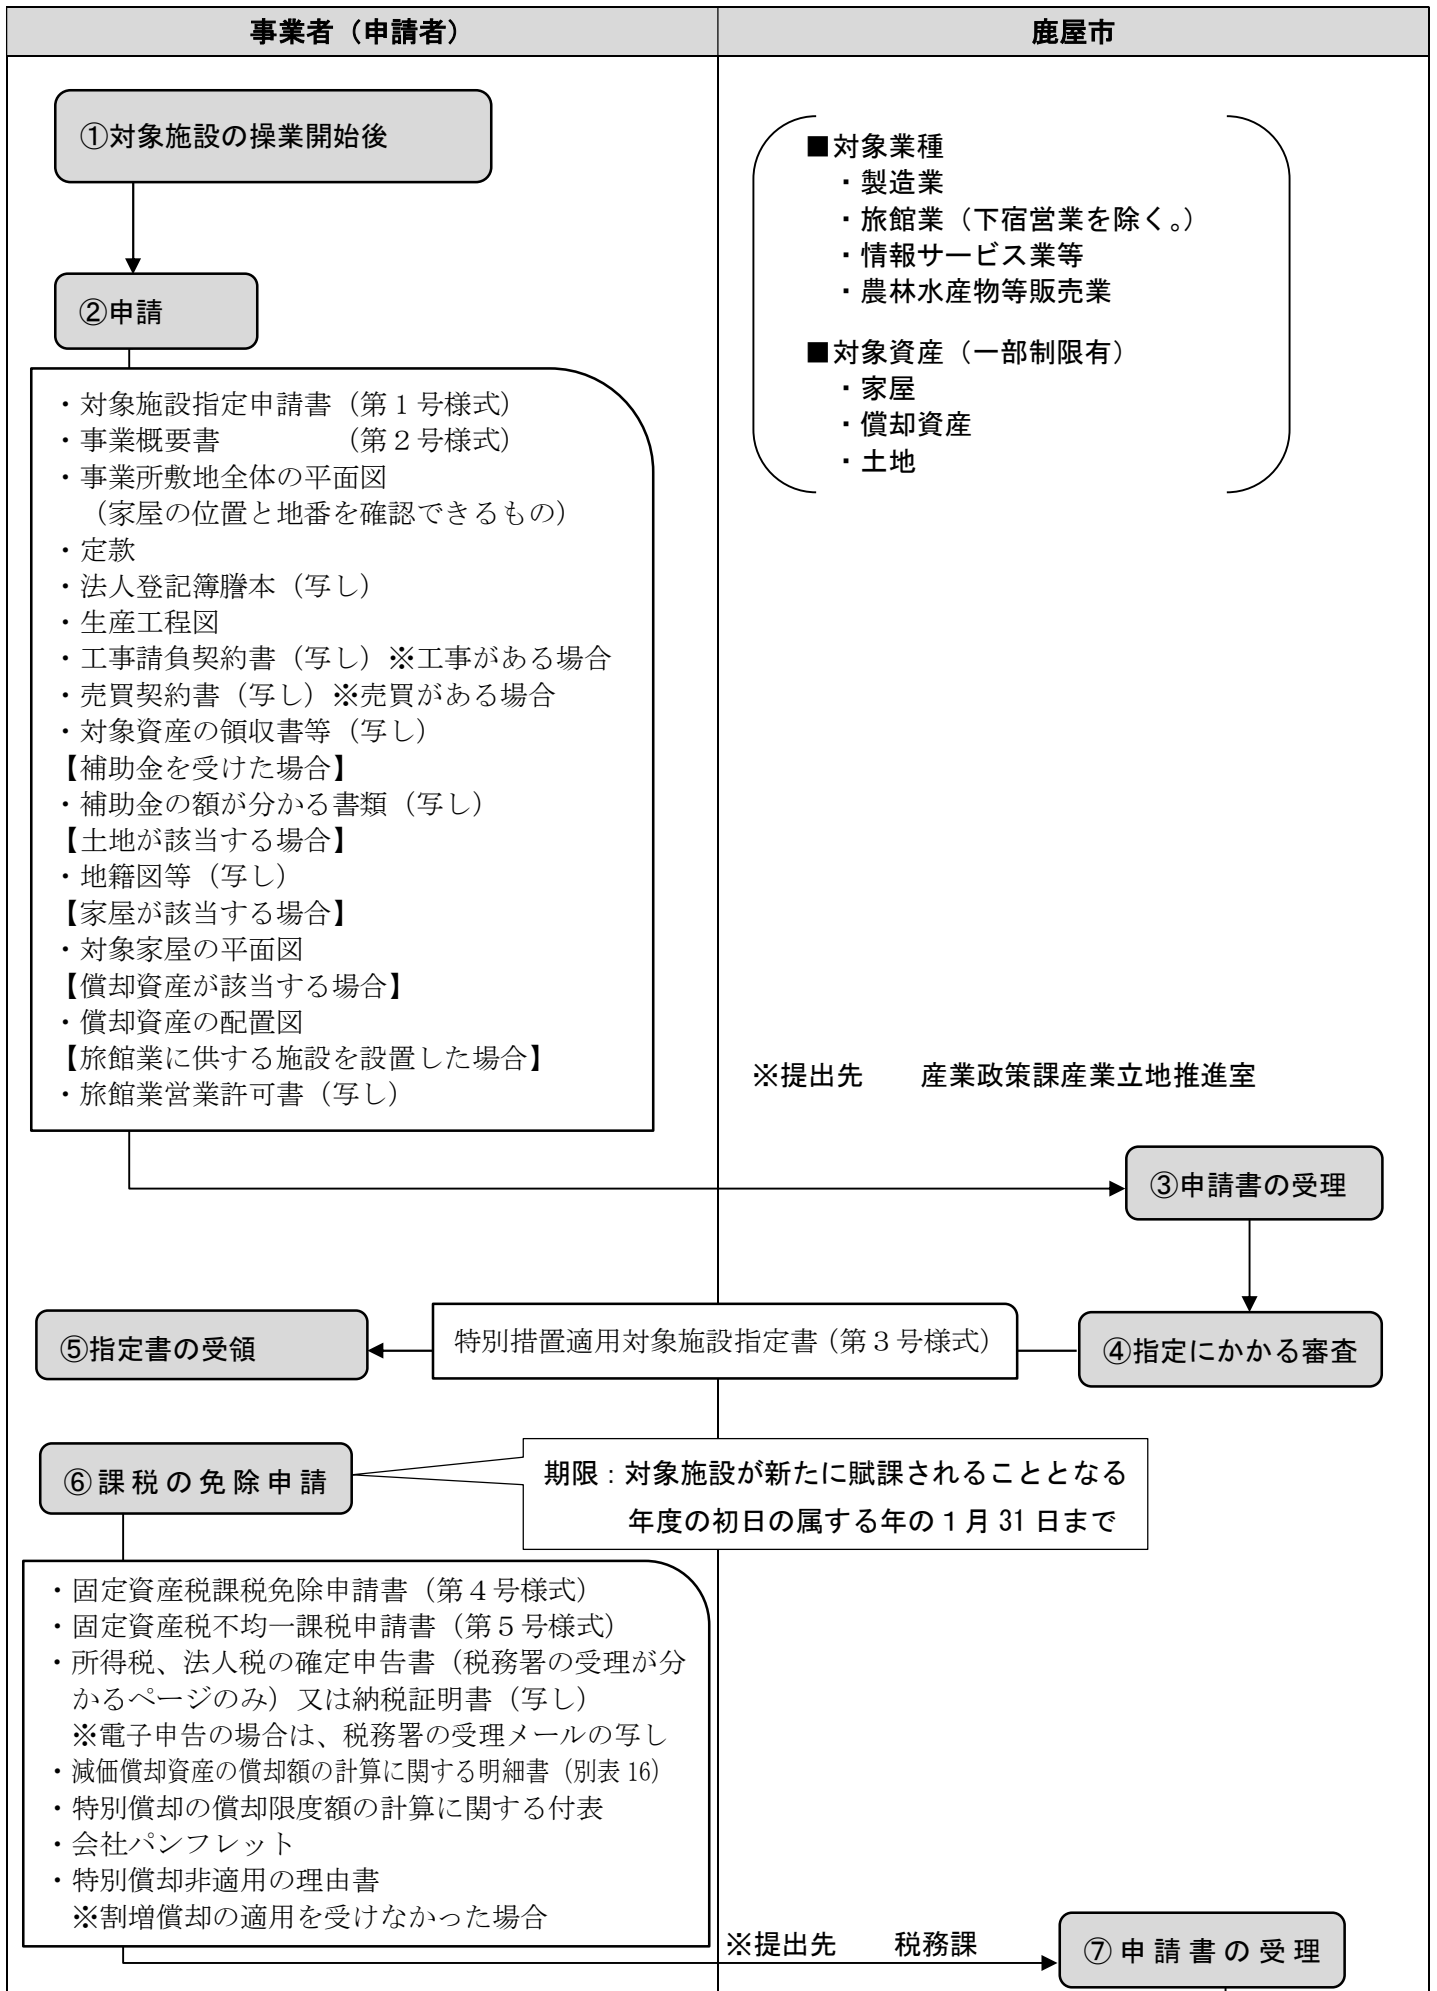 事業者（申請者）
鹿屋市
①対象施設の操業開始後
■対象業種
・製造業
・旅館業（下宿営業を除く。）
・情報サービス業等
・農林水産物等販売業
■対象資産（一部制限有）
・家屋
・償却資産
・土地
②申請
・対象施設指定申請書（第１号様式）
・事業概要書　　　　（第２号様式）
・事業所敷地全体の平面図
（家屋の位置と地番を確認できるもの）
・定款
・法人登記簿謄本（写し）
・生産工程図
・工事請負契約書（写し）※工事がある場合
・売買契約書（写し）※売買がある場合
・対象資産の領収書等（写し）
【補助金を受けた場合】
・補助金の額が分かる書類（写し）
【土地が該当する場合】
・地籍図等（写し）
【家屋が該当する場合】
・対象家屋の平面図
【償却資産が該当する場合】
・償却資産の配置図
【旅館業に供する施設を設置した場合】
・旅館業営業許可書（写し）
※提出先　　産業政策課産業立地推進室
③申請書の受理
④指定にかかる審査
特別措置適用対象施設指定書（第３号様式）
⑤指定書の受領
⑥課税の免除申請
期限：対象施設が新たに賦課されることとなる
年度の初日の属する年の１月 31 日まで
・固定資産税課税免除申請書（第４号様式）
・固定資産税不均一課税申請書（第５号様式）
・所得税、法人税の確定申告書（税務署の受理が分
かるページのみ）又は納税証明書（写し）
※電子申告の場合は、税務署の受理メールの写し
・減価償却資産の償却額の計算に関する明細書（別表 16）
・特別償却の償却限度額の計算に関する付表
・会社パンフレット
・特別償却非適用の理由書
※割増償却の適用を受けなかった場合
※提出先　　税務課
⑦申請書の受理